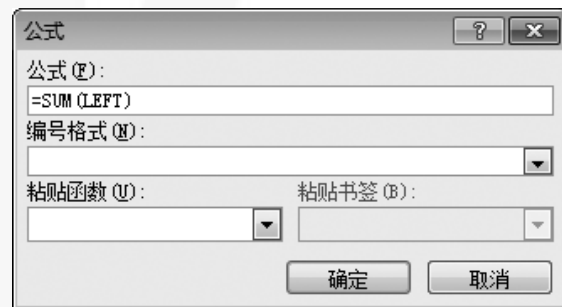 公式
公式(F):
=SUM(LEFT)
编号格式(N):
粘贴函数(U):
粘贴书签(B):
确定
取消